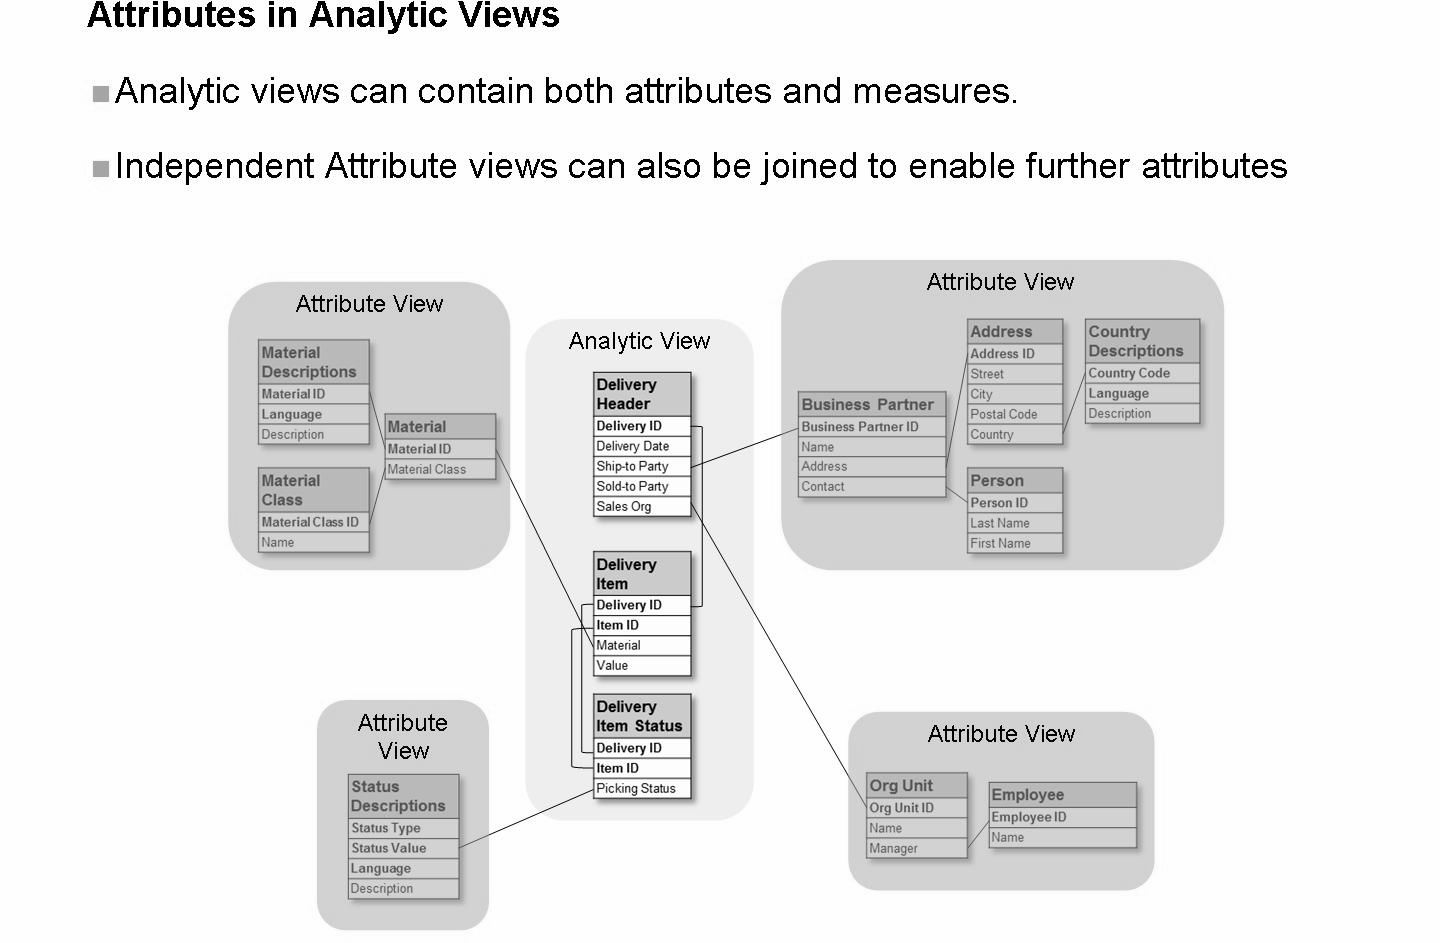 Attributes in Analytic Views
Analytic views can contain both attributes and measures.
Independent Attribute views can also be joined to enable further attributes
Attribute View
Material
Descriptions
Material ID
Language
Description
Material
Class
Material Class ID
Name
Material
Material ID
Material Class
Analytic View
Delivery
Header
Delivery ID
Delivery Date
Ship-to Party
Sold-to Party
Sales Org
Delivery
Item
Delivery ID
Item ID
Material
Value
Delivery
Item Status
Delivery ID
Item ID
Picking Status
Attribute View
Business Partner
Business Partner ID
Name
Address
Contact
Address
Address ID
Street
City
Postal Code
Country
Country
Descriptions
Country Code
Language
Description
Person
Person ID
Last Name
First Name
Attribute
View
Status
Descriptions
Status Type
Status Value
Language
Description
Attribute View
Org Unit
Org Unit ID
Name
Manager
Employee
Employee ID
Name